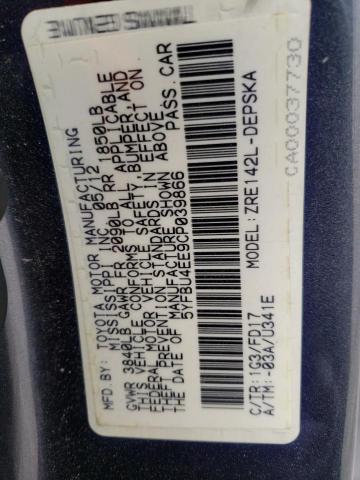 MFD BY: TOYOTA MOTOR MANUFACTURING
MISSISSIPPI INC. 05/12
GVWR 3840LB GAWR FR 2090LB RR 1850LB
THIS VEHICLE CONFORMS TO ALL APPLICABLE
FEDERAL MOTOR VEHICLE SAFETY, BUMPER, AND
THEFT PREVENTION STANDARDS IN EFFECT ON
THE DATE OF MANUFACTURE SHOWN ABOVE
5YFBU4EE9CP039866 PASS. CAR
C/TR:1G3/FD17 MODEL: ZRE142L-DEPSKA
A/TM:-03A/U341E
CA00037730
GENUINE